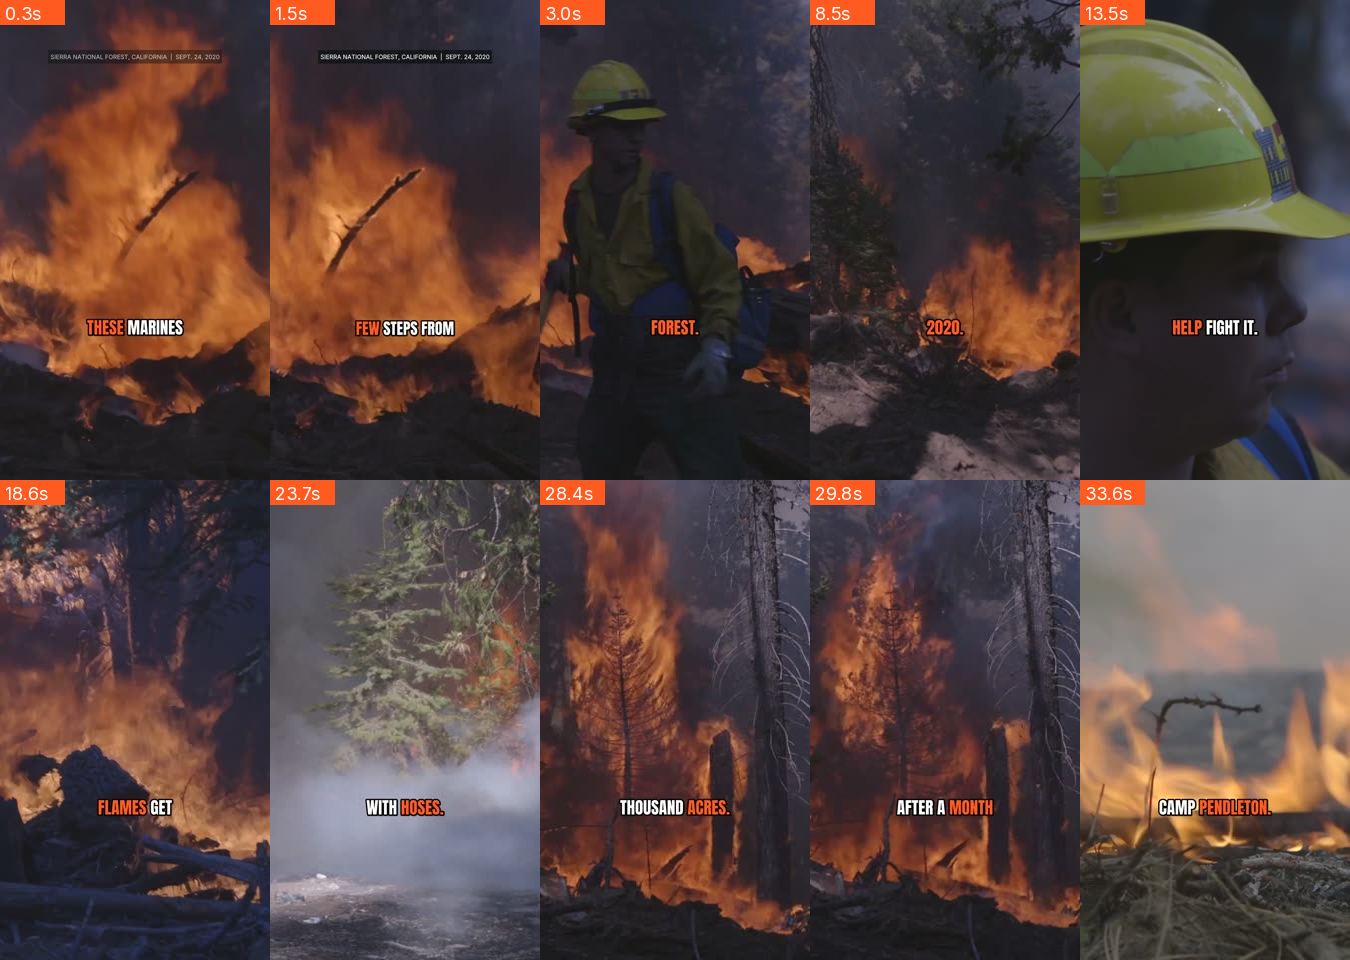 0.3s
SIERRA NATIONAL FOREST, CALIFORNIA | SEPT. 24, 2020
THESE MARINES
1.5s
SIERRA NATIONAL FOREST, CALIFORNIA | SEPT. 24, 2020
FEW STEPS FROM
3.0s
FOREST.
8.5s
2020.
13.5s
HELP FIGHT IT.
18.6s
FLAMES GET
23.7s
WITH HOSES.
28.4s
THOUSAND ACRES.
29.8s
AFTER A MONTH
33.6s
CAMP PENDLETON.